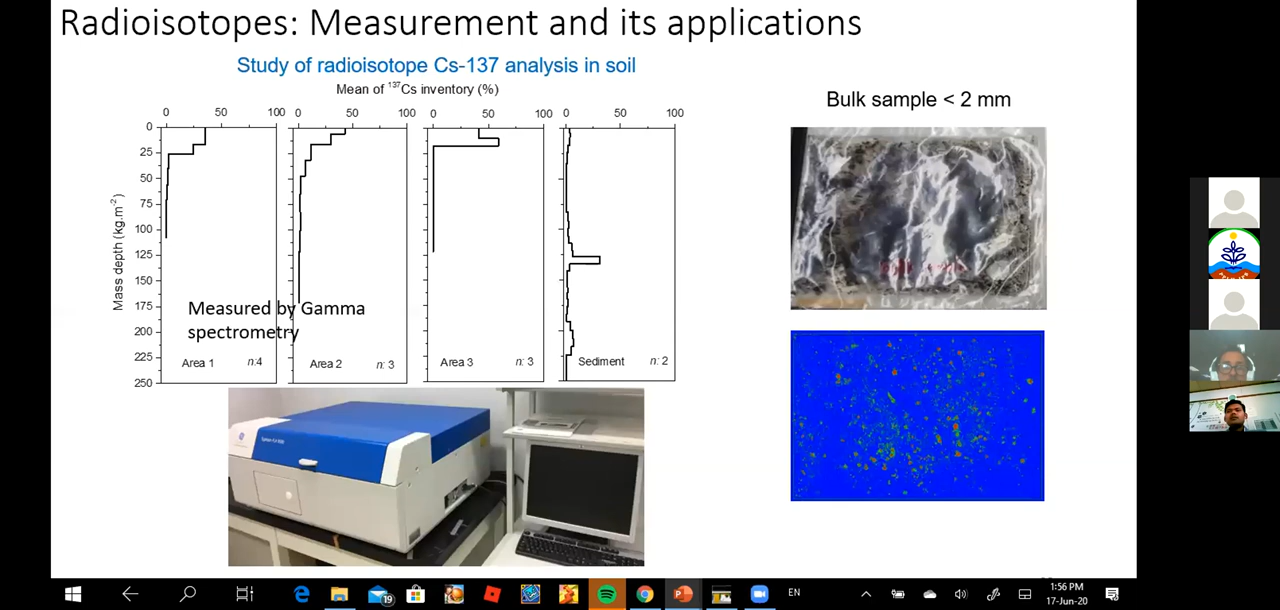 Radioisotopes: Measurement and its applications
Study of radioisotope Cs-137 analysis in soil
Mean of ¹³⁷Cs inventory (%)
0 50 100 0 50 100 0 50 100 0 50 100
Mass depth (kg.m⁻²)
0
25
50
75
100
125
150
175
200
225
250
Measured by Gamma
spectrometry
Area 1 n:4
Area 2 n: 3
Area 3 n: 3
Sediment n: 2
Bulk sample < 2 mm
19
EN
1:56 PM
17-Jun-20